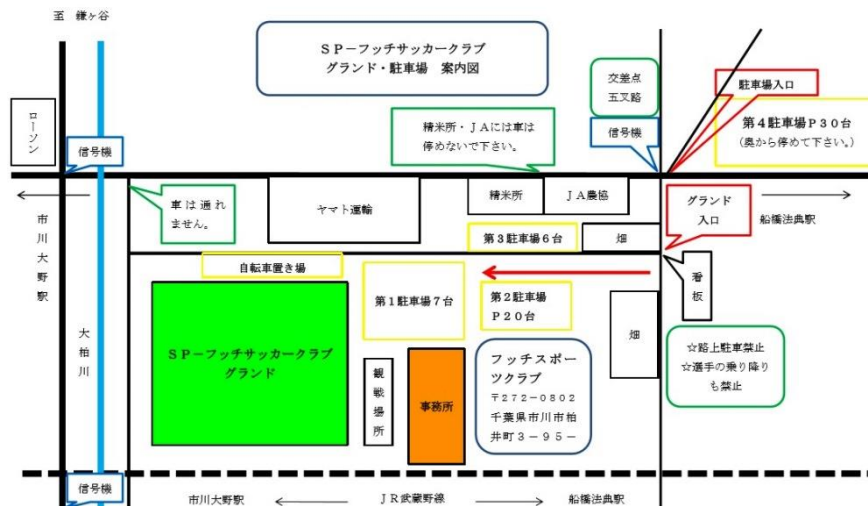 至 鎌ヶ谷
SP－フッチサッカークラブ
グランド・駐車場 案内図
交差点
五叉路
駐車場入口
ローソン
信号機
精米所・JAには車は
停めないで下さい。
信号機
第4駐車場P30台
（奥から停めて下さい。）
車は通れ
ません。
ヤマト運輸
精米所
JA農協
グランド
入口
市川大野駅
船橋法典駅
第3駐車場6台
畑
自転車置き場
看板
第1駐車場7台
第2駐車場
P20台
畑
大柏川
SP－フッチサッカークラブ
グランド
観戦場所
事務所
フッチスポー
ツクラブ
〒272－0802
千葉県市川市柏
井町3－95－
☆路上駐車禁止
☆選手の乗り降り
も禁止
信号機
市川大野駅
JR武蔵野線
船橋法典駅